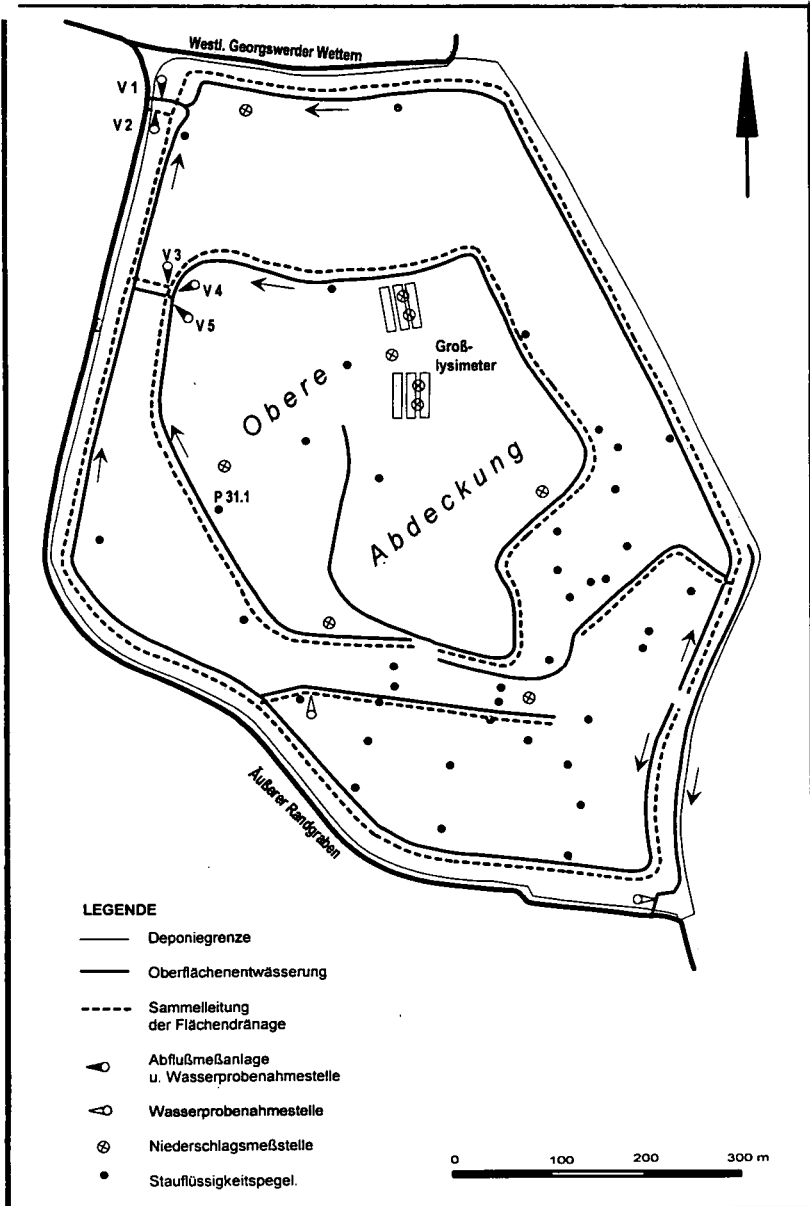 Westl. Georgswerder Wettern
V 1
V 2
V 3
V 4
V 5
Groß-
lysimeter
Obere
Abdeckung
P 31.1
Äußerer Randgraben
LEGENDE
Deponiegrenze
Oberflächenentwässerung
Sammelleitung
der Flächendränage
Abflußmeßanlage
u. Wasserprobenahmestelle
Wasserprobenahmestelle
Niederschlagsmeßstelle
Stauflüssigkeitspegel.
0 100 200 300 m